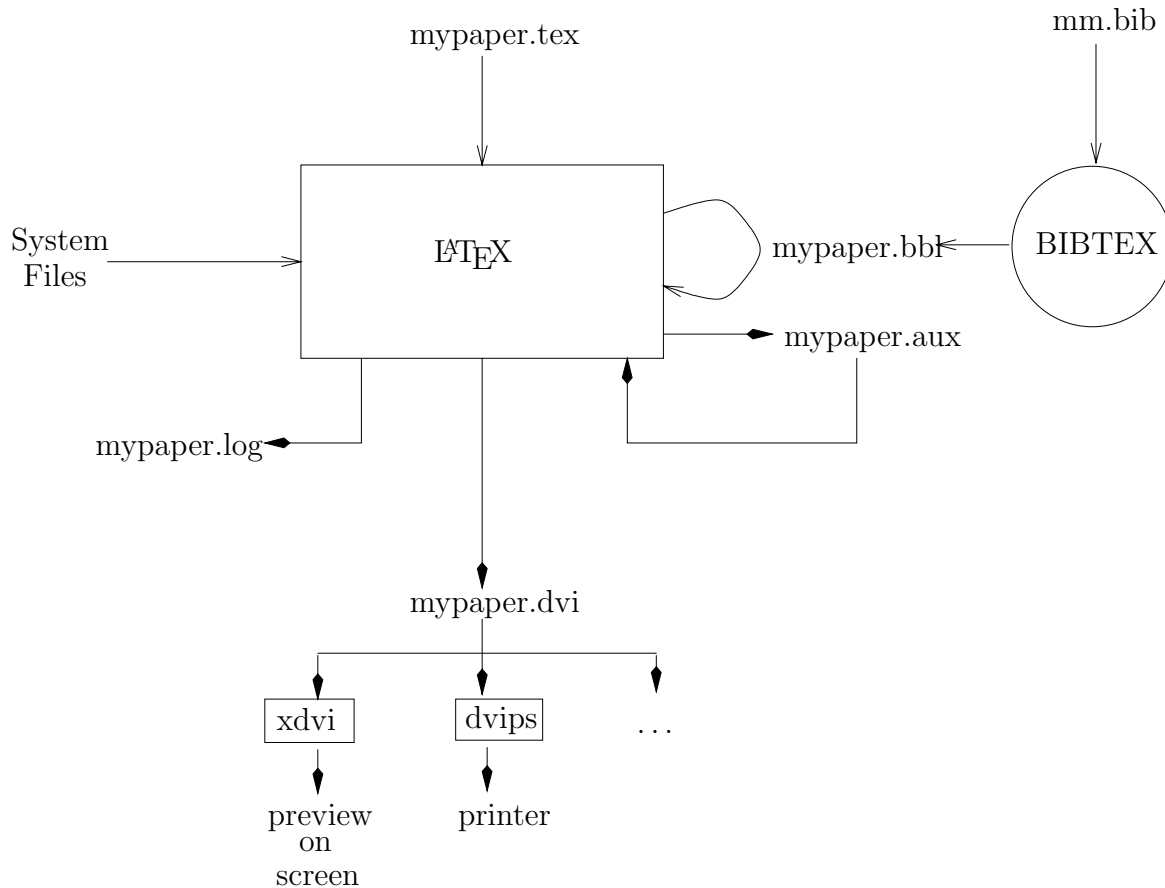 mypaper.tex
mm.bib
System
Files
LATEX
mypaper.bbl
BIBTEX
mypaper.aux
mypaper.log
mypaper.dvi
xdvi
dvips
...
preview
on
screen
printer